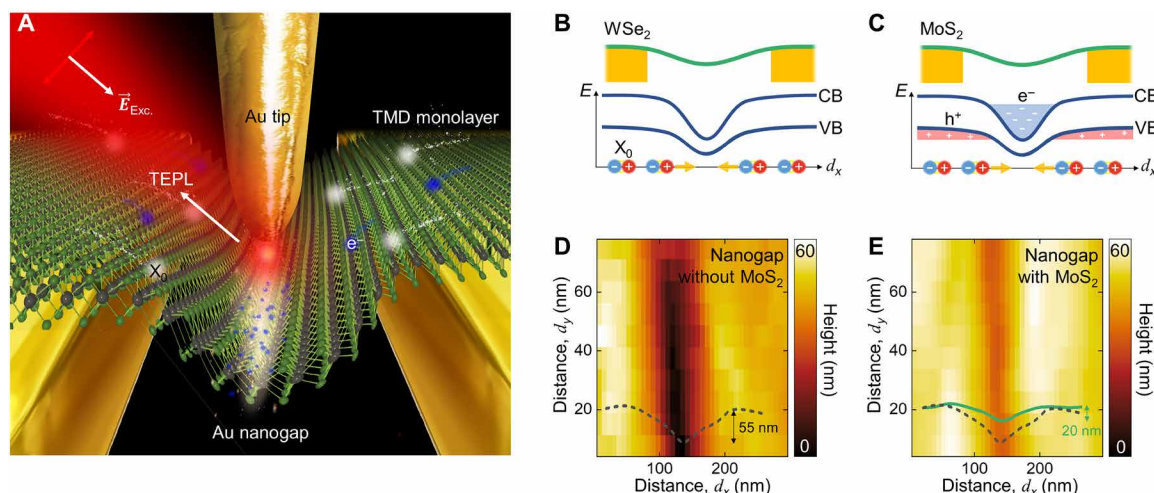 A
E⃗Exc.
Au tip
TMD monolayer
TEPL
e⁻
X₀
Au nanogap
B
WSe₂
E
CB
VB
X₀
dₓ
C
MoS₂
E
e⁻
CB
h⁺
VB
dₓ
D
Nanogap
without MoS₂
60
Height (nm)
0
Distance, d_y (nm)
60
40
20
55 nm
100 200
Distance, dₓ (nm)
E
Nanogap
with MoS₂
60
Height (nm)
0
Distance, d_y (nm)
60
40
20
20 nm
100 200
Distance, dₓ (nm)